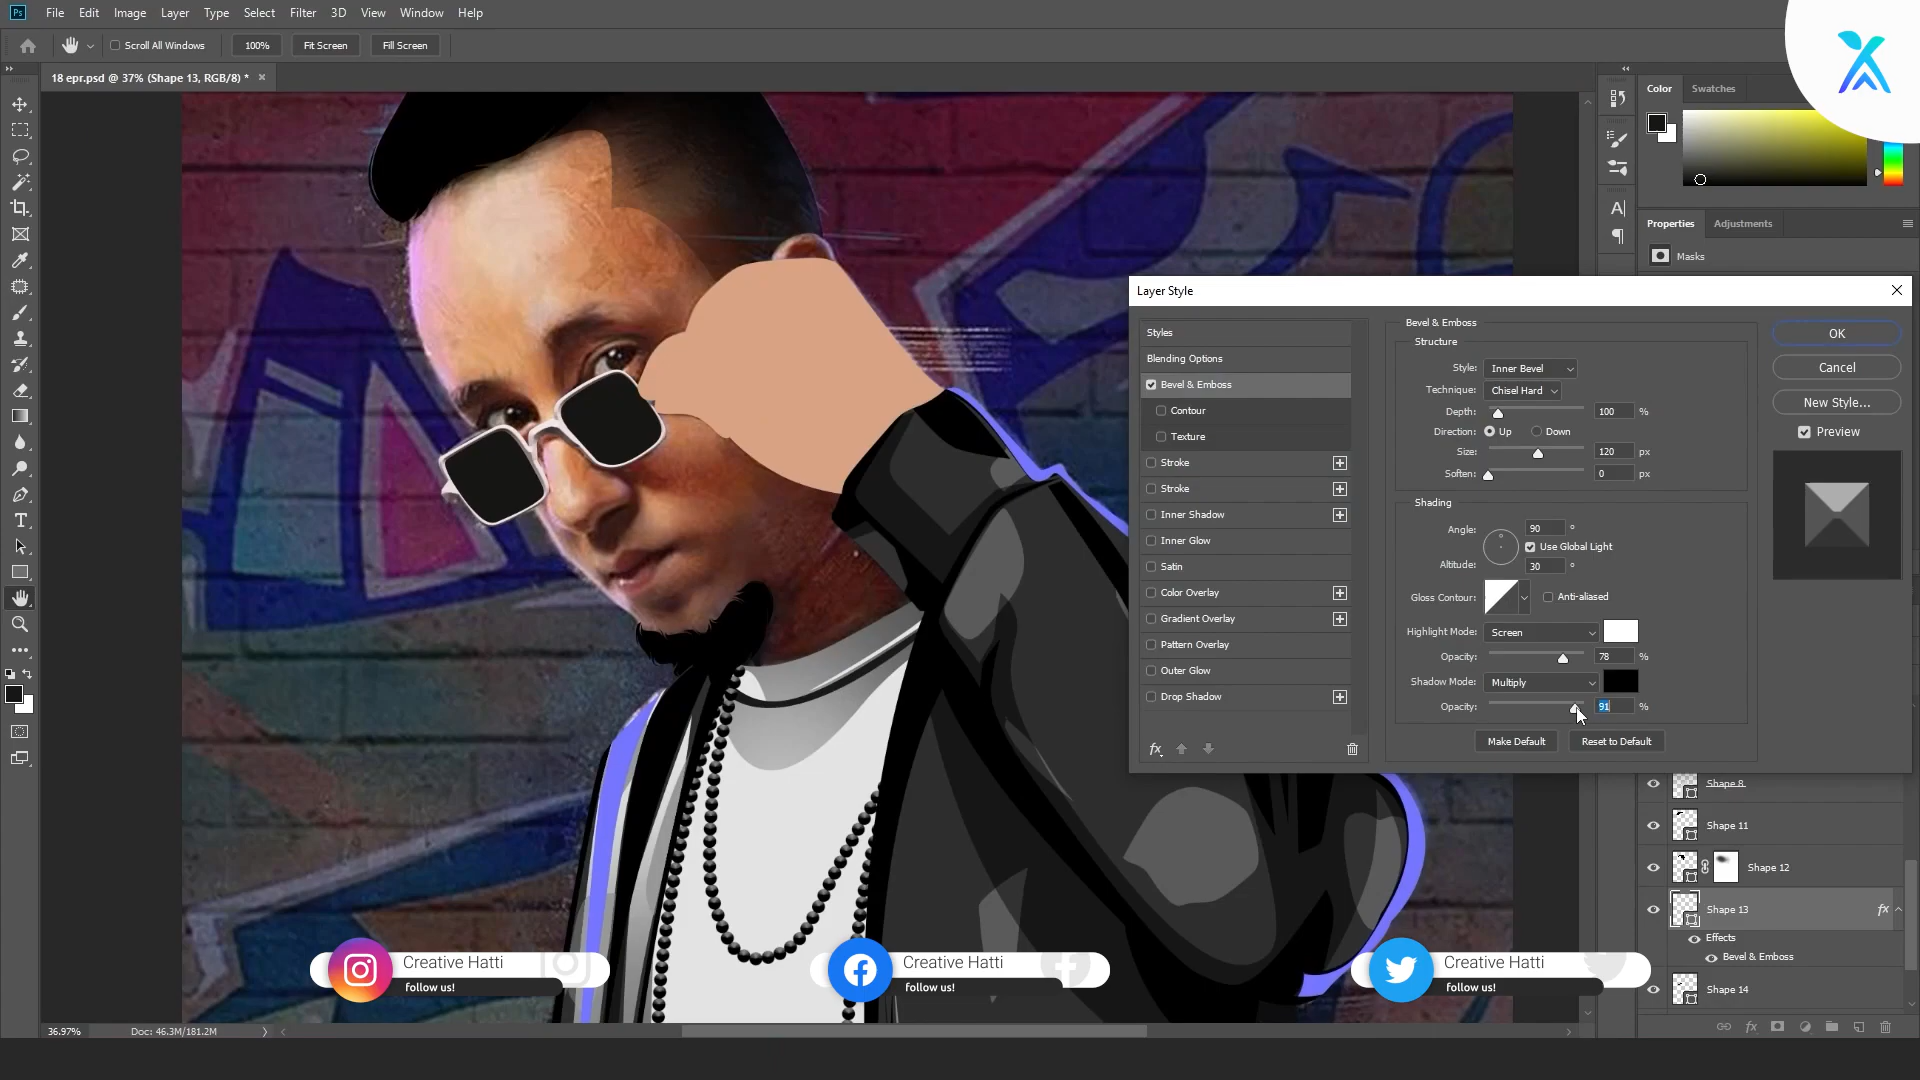 Ps File Edit Image Layer Type Select Filter 3D View Window Help
Scroll All Windows 100% Fit Screen Fill Screen
18 epr.psd @ 37% (Shape 13, RGB/8) *
Color Swatches
Properties Adjustments
Masks
Layer Style
Styles
Blending Options
Bevel & Emboss
Contour
Texture
Stroke
Stroke
Inner Shadow
Inner Glow
Satin
Color Overlay
Gradient Overlay
Pattern Overlay
Outer Glow
Drop Shadow
fx
Bevel & Emboss
Structure
Style: Inner Bevel
Technique: Chisel Hard
Depth: 100 %
Direction: Up Down
Size: 120 px
Soften: 0 px
Shading
Angle: 90 °
Use Global Light
Altitude: 30 °
Gloss Contour: Anti-aliased
Highlight Mode: Screen
Opacity: 78 %
Shadow Mode: Multiply
Opacity: 91 %
Make Default Reset to Default
OK
Cancel
New Style...
Preview
Shape 8
Shape 11
Shape 12
Shape 13 fx
Effects
Bevel & Emboss
Shape 14
fx
Creative Hatti
follow us!
Creative Hatti
follow us!
Creative Hatti
follow us!
36.97% Doc: 46.3M/181.2M